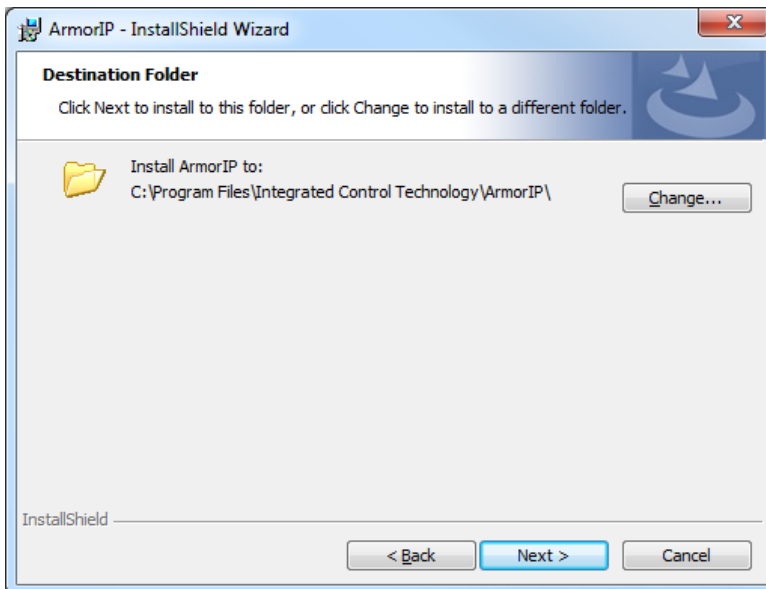 ArmorIP - InstallShield Wizard
Destination Folder
Click Next to install to this folder, or click Change to install to a different folder.
Install ArmorIP to:
C:\Program Files\Integrated Control Technology\ArmorIP\
Change...
InstallShield
< Back
Next >
Cancel